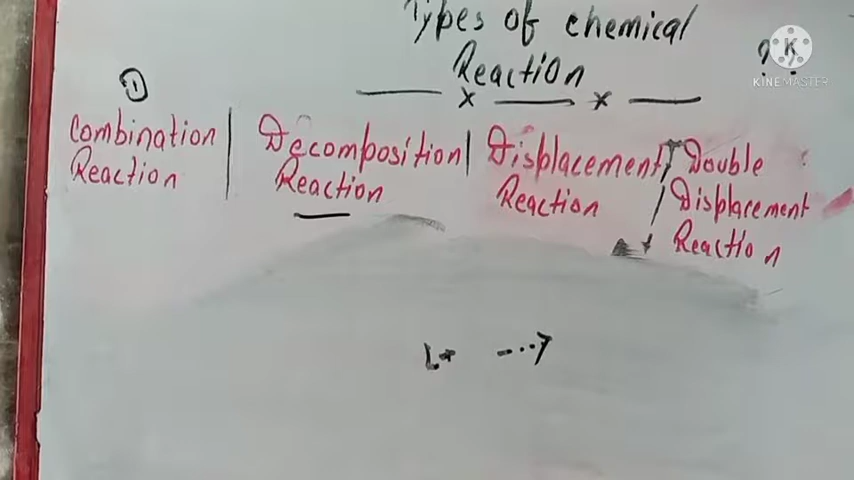 Types of chemical
Reaction
? ?
K
KINEMASTER
①
Combination
Reaction
Decomposition
Reaction
Displacement
Reaction
Double
Displacement
Reaction